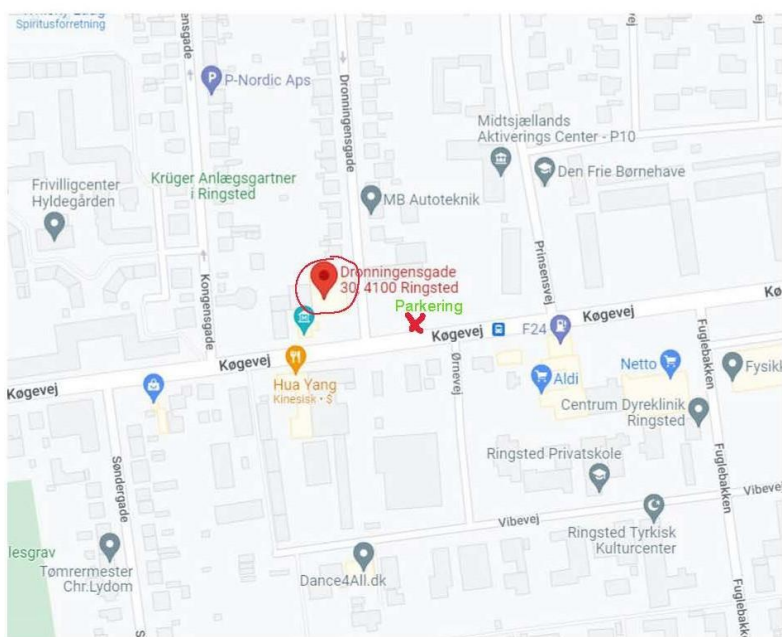 Spiritusforretning
P-Nordic Aps
Dronningensgade
Midtsjællands
Aktiverings Center - P10
Den Frie Børnehave
Krüger Anlægsgartner
i Ringsted
Frivilligcenter
Hyldegården
MB Autoteknik
Prinsensvej
Kongensgade
Dronningensgade
30, 4100 Ringsted
Parkering
Køgevej
F24
Køgevej
Køgevej
Køgevej
Ørnevej
Fuglebakken
Hua Yang
Kinesisk • $
Aldi
Netto
Centrum Dyreklinik
Ringsted
Søndergade
Ringsted Privatskole
Fuglebakken
Vibevej
Ringsted Tyrkisk
Kulturcenter
Tømrermester
Chr.Lydom
Dance4All.dk